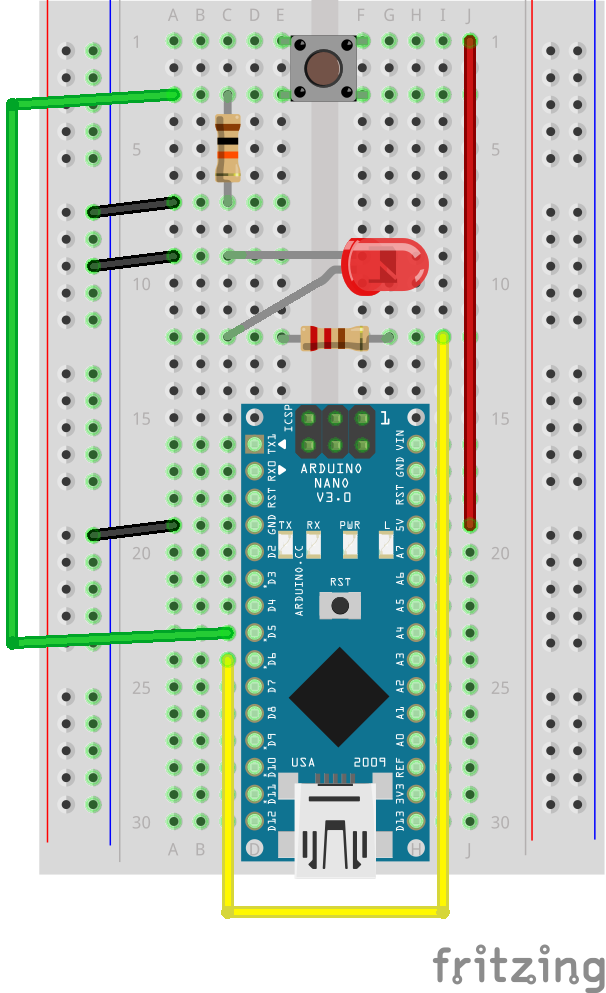 A B C D E F G H I J
1 1
5 5
10 10
15 15
20 20
25 25
30 30
ICSP
1
TX1 VIN
RX0 GND
RST RST
GND 5V
D2 A7
D3 A6
D4 A5
D5 A4
D6 A3
D7 A2
D8 A1
D9 A0
D10 REF
D11 3V3
D12 D13
ARDUINO
NANO
V3.0
TX RX PWR L
ARDUINO.CC
RST
USA 2009
A B D H J
fritzing